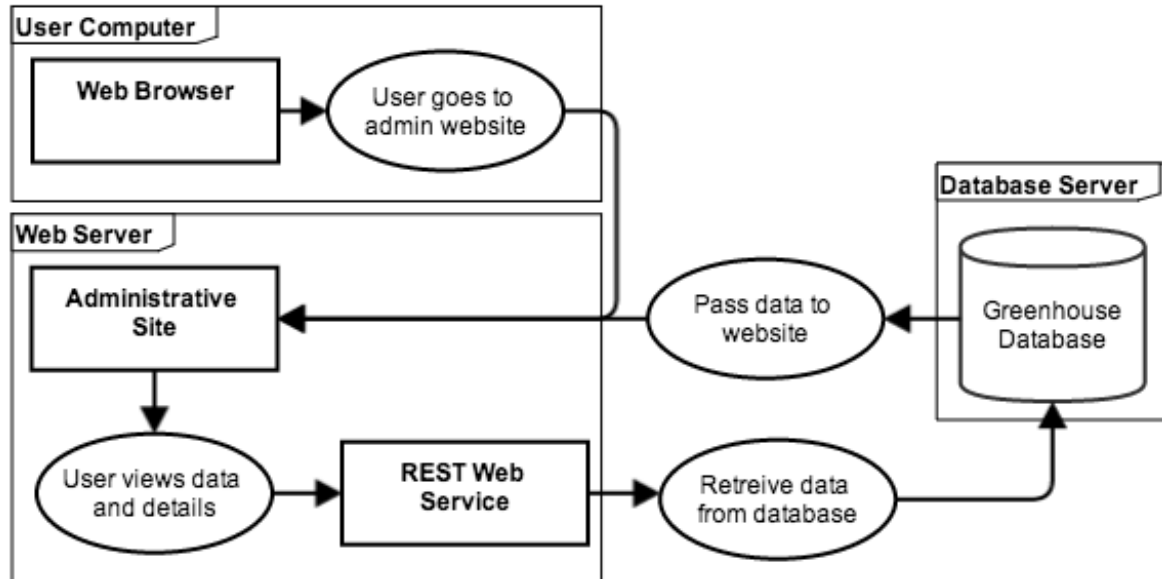 User Computer
Web Browser
User goes to
admin website
Web Server
Administrative
Site
Pass data to
website
Database Server
Greenhouse
Database
User views data
and details
REST Web
Service
Retreive data
from database